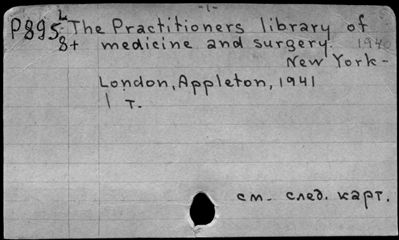 -1-
P895 L The Practitioners library of
8+ medicine and surgery. 1940
New York-
London, Appleton, 1941
1 т.
см. след. карт.